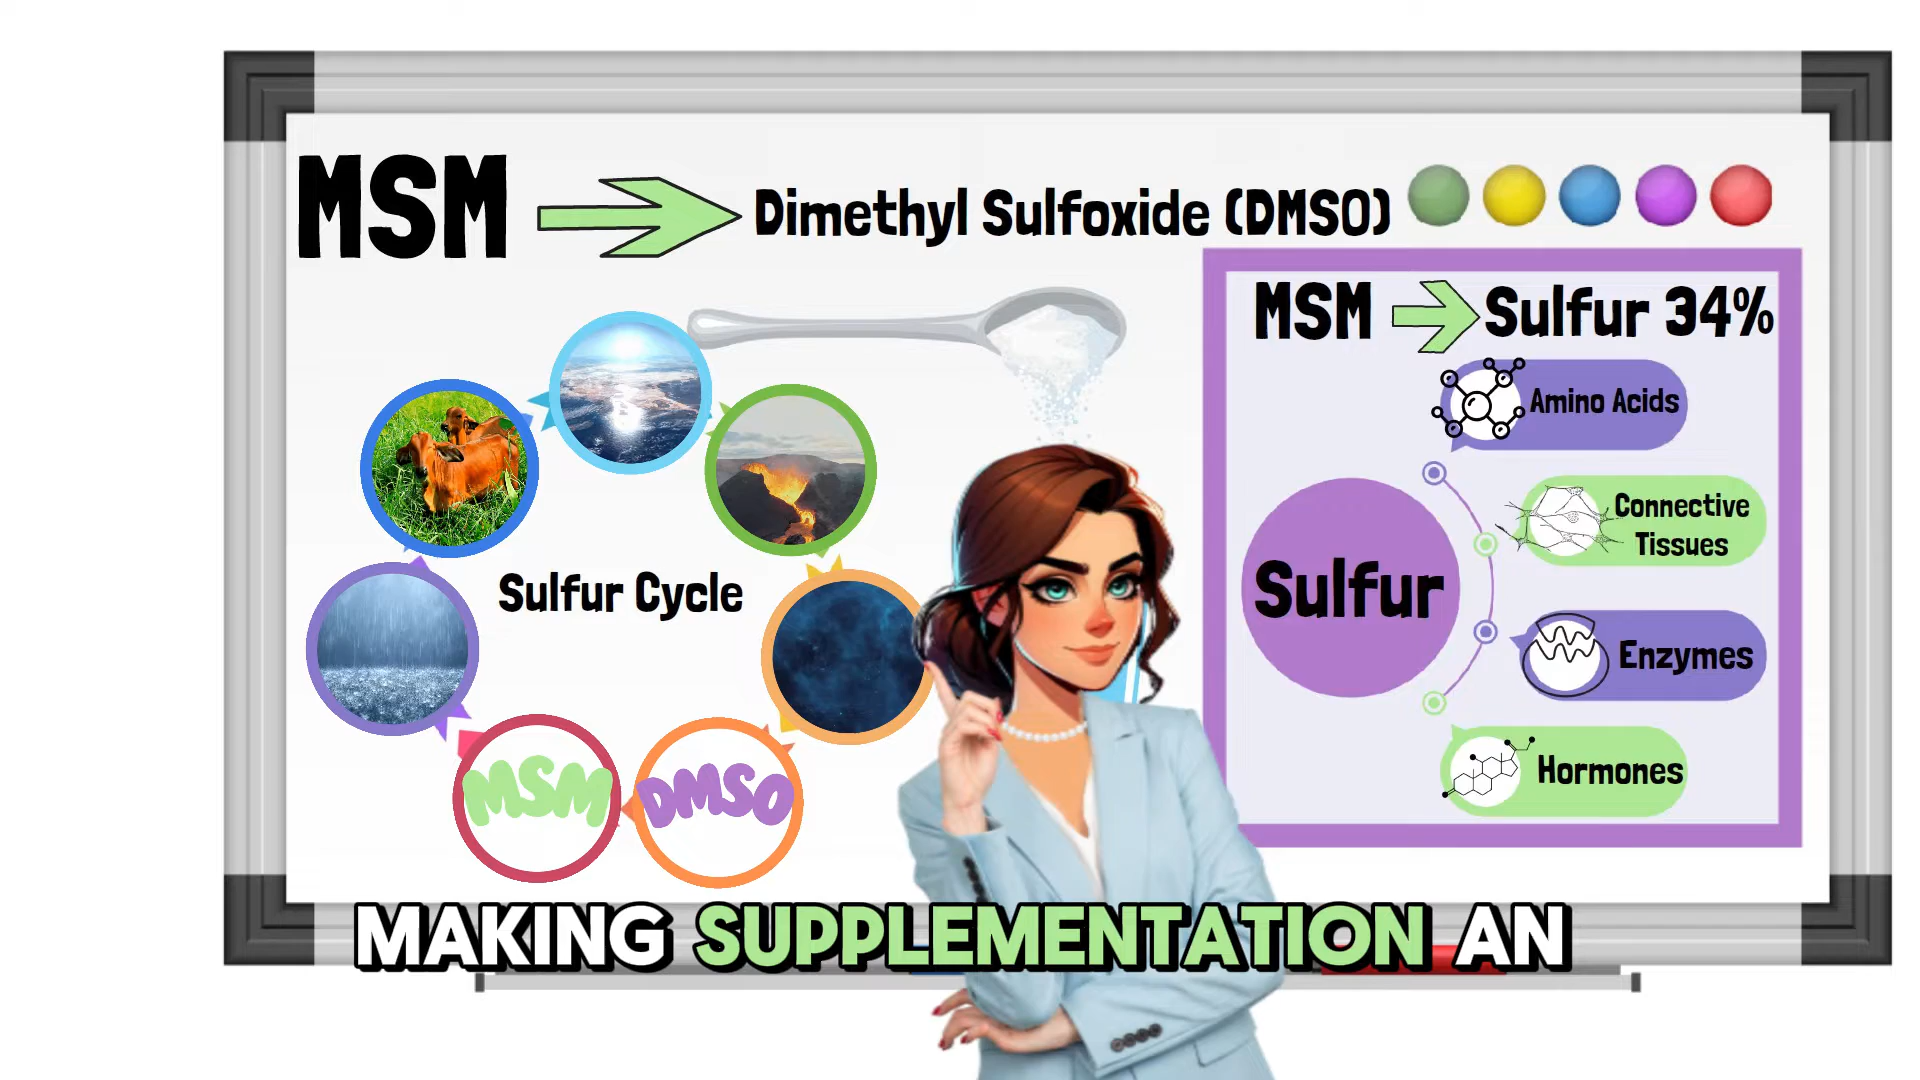 MSM
Dimethyl Sulfoxide (DMSO)
MSM
Sulfur 34%
Amino Acids
Connective
Tissues
Sulfur
Enzymes
Hormones
Sulfur Cycle
MSM
DMSO
MAKING SUPPLEMENTATION AN